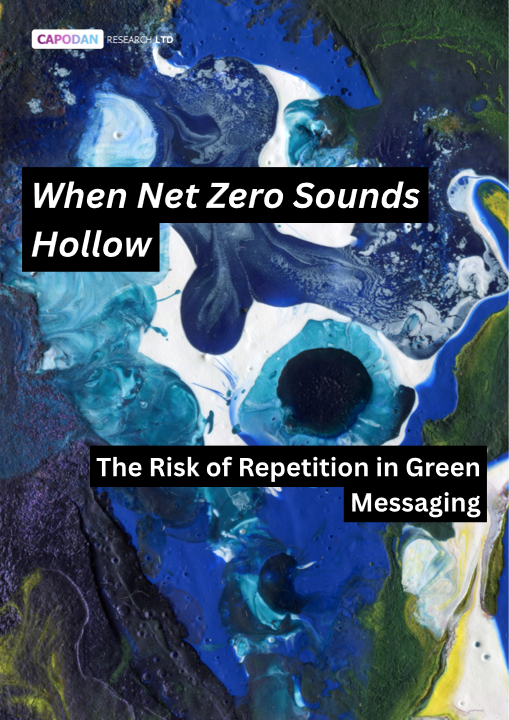 CAPODAN RESEARCH LTD
When Net Zero Sounds
Hollow
The Risk of Repetition in Green
Messaging